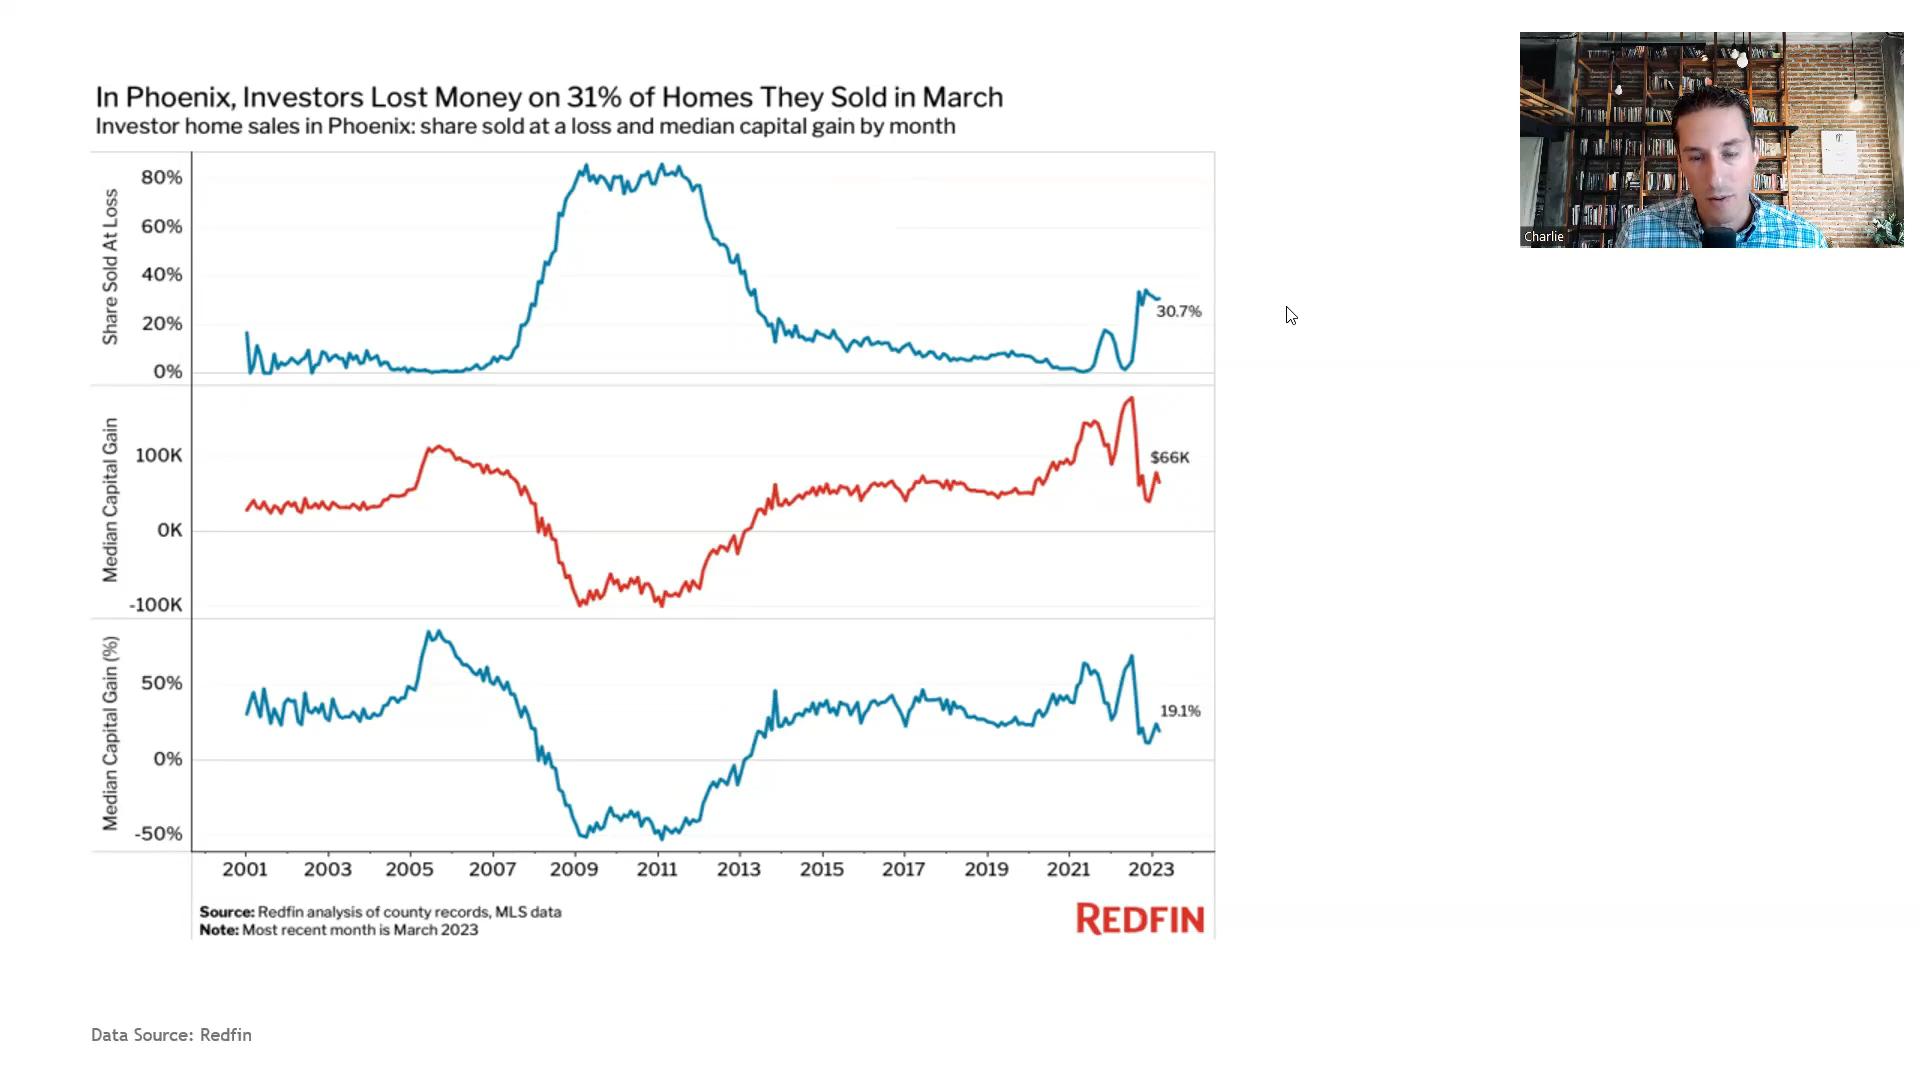 In Phoenix, Investors Lost Money on 31% of Homes They Sold in March
Investor home sales in Phoenix: share sold at a loss and median capital gain by month
Share Sold At Loss
80%
60%
40%
20%
0%
30.7%
Median Capital Gain
100K
0K
-100K
$66K
Median Capital Gain (%)
50%
0%
-50%
19.1%
2001 2003 2005 2007 2009 2011 2013 2015 2017 2019 2021 2023
Source: Redfin analysis of county records, MLS data
Note: Most recent month is March 2023
REDFIN
Data Source: Redfin
Charlie